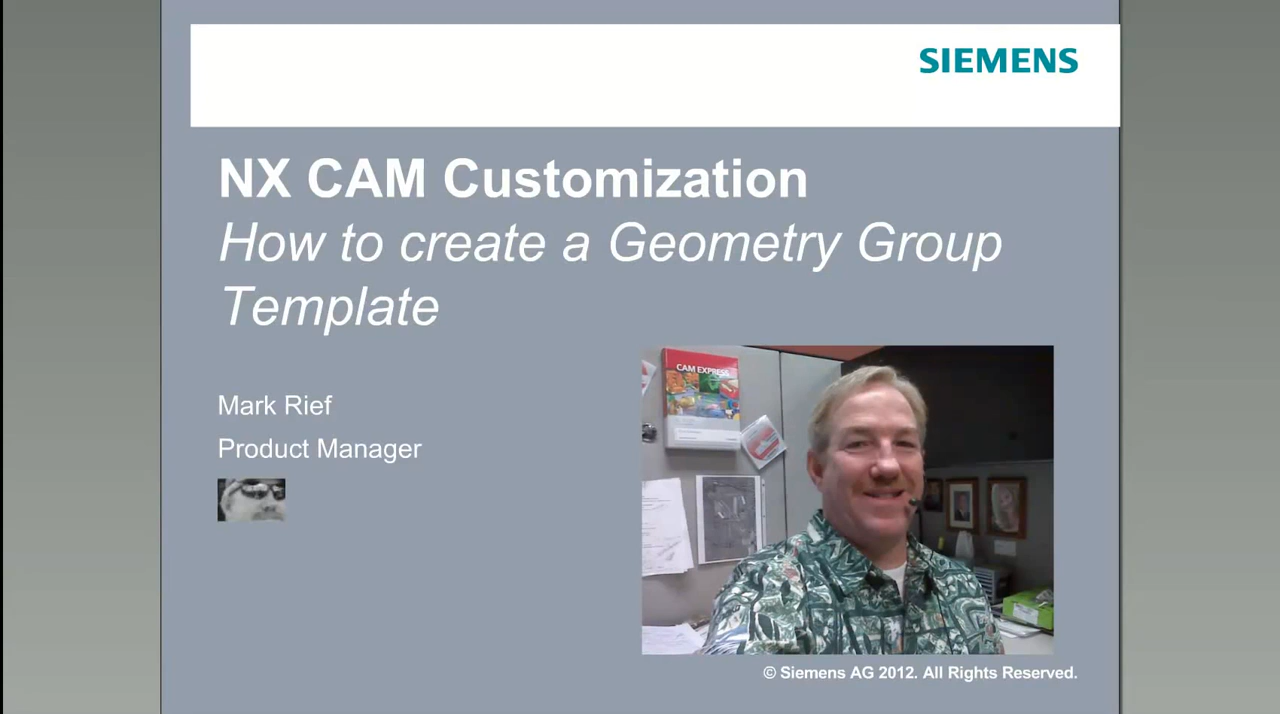 SIEMENS
NX CAM Customization
How to create a Geometry Group
Template
CAM EXPRESS
Mark Rief
Product Manager
© Siemens AG 2012. All Rights Reserved.